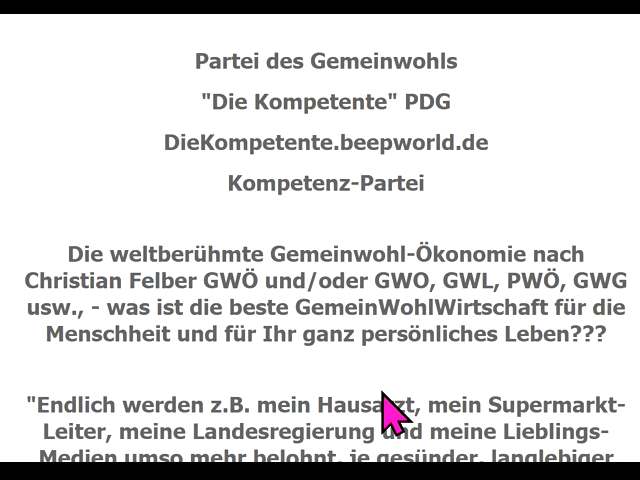 Partei des Gemeinwohls
"Die Kompetente" PDG
DieKompetente.beepworld.de
Kompetenz-Partei
Die weltberühmte Gemeinwohl-Ökonomie nach
Christian Felber GWÖ und/oder GWO, GWL, PWÖ, GWG
usw., - was ist die beste GemeinWohlWirtschaft für die
Menschheit und für Ihr ganz persönliches Leben???
"Endlich werden z.B. mein Hausarzt, mein Supermarkt-
Leiter, meine Landesregierung und meine Lieblings-
Medien umso mehr belohnt, je gesünder, langlebiger